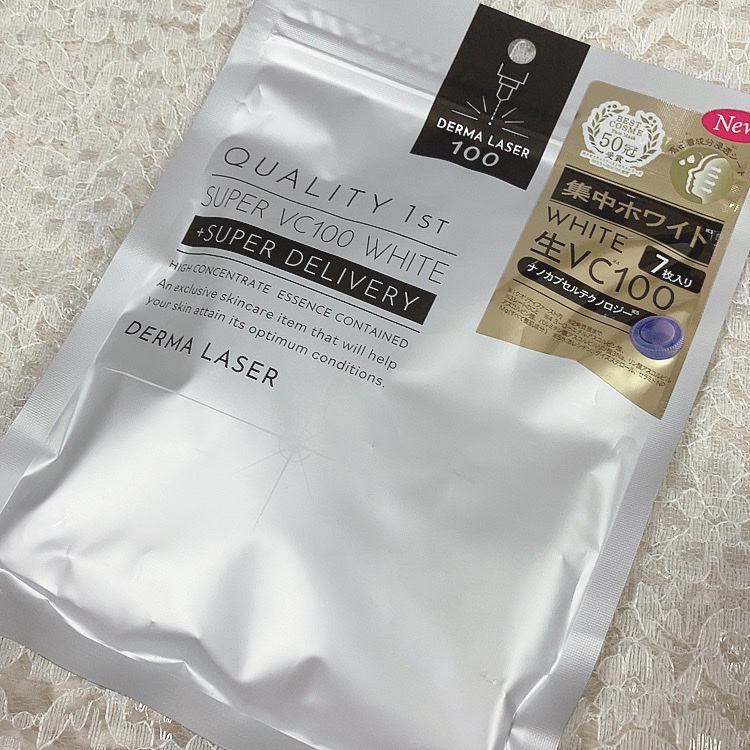 DERMA LASER
100
QUALITY 1ST
SUPER VC100 WHITE
+SUPER DELIVERY
HIGH CONCENTRATE ESSENCE CONTAINED
An exclusive skincare item that will help
your skin attain its optimum conditions.
DERMA LASER
New
BEST
COSME
50冠
受賞
集中ホワイト
WHITE
7枚入り
生VC100
ナノカプセルテクノロジー